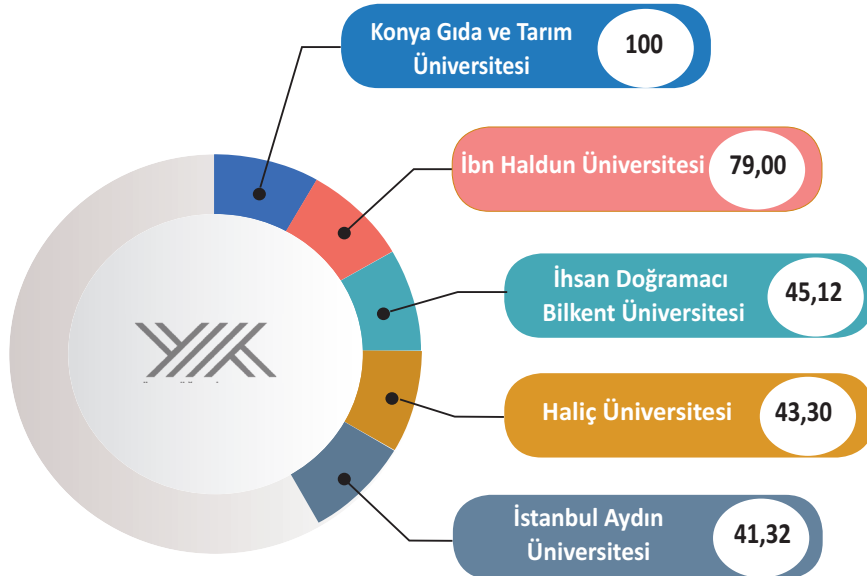 Konya Gıda ve Tarım
Üniversitesi
100
İbn Haldun Üniversitesi
79,00
İhsan Doğramacı
Bilkent Üniversitesi
45,12
Haliç Üniversitesi
43,30
İstanbul Aydın
Üniversitesi
41,32